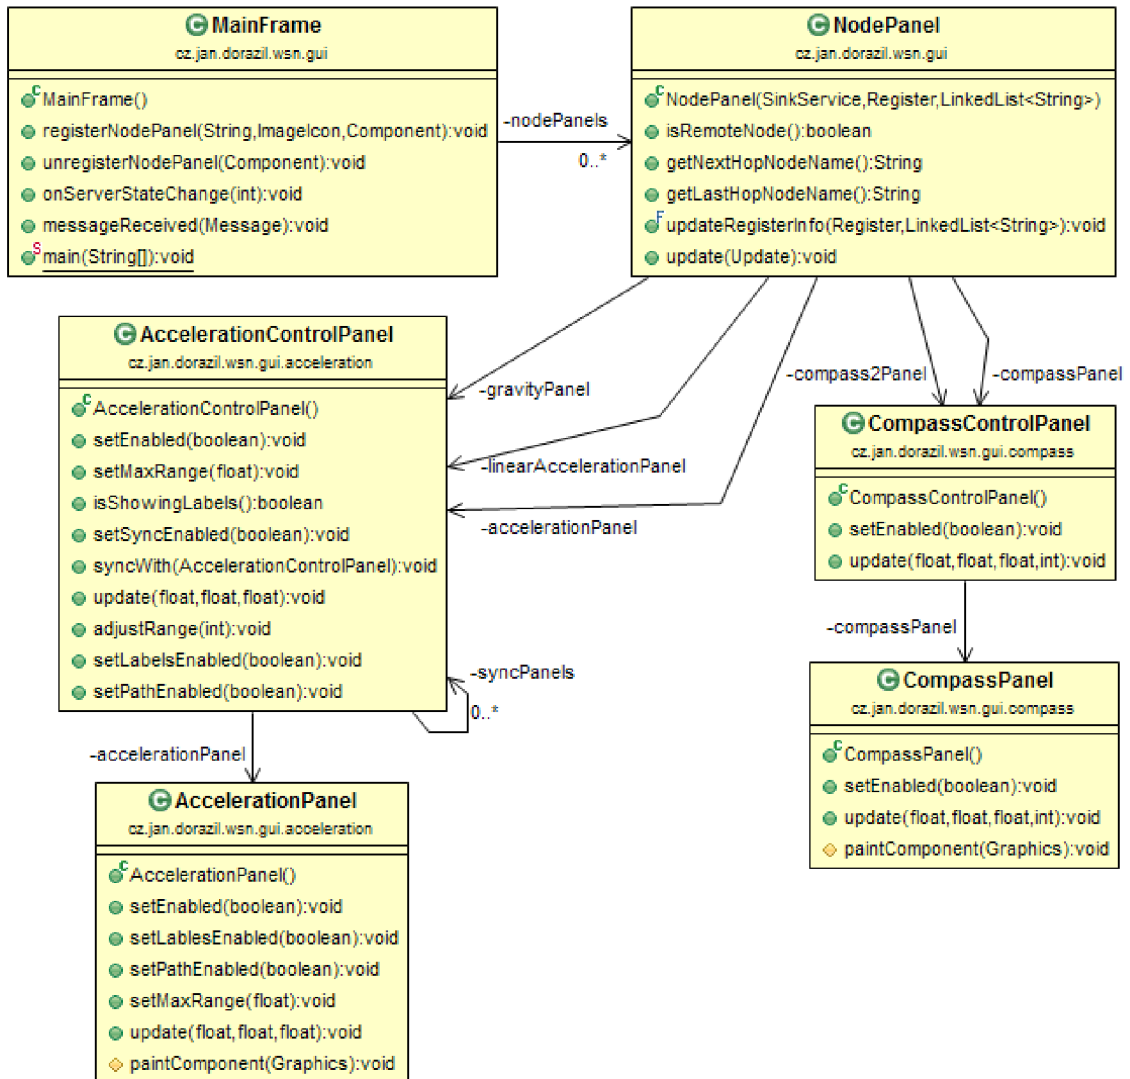 MainFrame
cz.jan.dorazil.wsn.gui
MainFrame()
registerNodePanel(String,ImageIcon,Component):void
unregisterNodePanel(Component):void
onServerStateChange(int):void
messageReceived(Message):void
main(String[]):void
-nodePanels
0..*
NodePanel
cz.jan.dorazil.wsn.gui
NodePanel(SinkService,Register,LinkedList<String>)
isRemoteNode():boolean
getNextHopNodeName():String
getLastHopNodeName():String
updateRegisterInfo(Register,LinkedList<String>):void
update(Update):void
-gravityPanel
-linearAccelerationPanel
-accelerationPanel
-compass2Panel
-compassPanel
AccelerationControlPanel
cz.jan.dorazil.wsn.gui.acceleration
AccelerationControlPanel()
setEnabled(boolean):void
setMaxRange(float):void
isShowingLabels():boolean
setSyncEnabled(boolean):void
syncWith(AccelerationControlPanel):void
update(float,float,float):void
adjustRange(int):void
setLabelsEnabled(boolean):void
setPathEnabled(boolean):void
-syncPanels
0..*
CompassControlPanel
cz.jan.dorazil.wsn.gui.compass
CompassControlPanel()
setEnabled(boolean):void
update(float,float,float,int):void
-compassPanel
CompassPanel
cz.jan.dorazil.wsn.gui.compass
CompassPanel()
setEnabled(boolean):void
update(float,float,float,int):void
paintComponent(Graphics):void
-accelerationPanel
AccelerationPanel
cz.jan.dorazil.wsn.gui.acceleration
AccelerationPanel()
setEnabled(boolean):void
setLablesEnabled(boolean):void
setPathEnabled(boolean):void
setMaxRange(float):void
update(float,float,float):void
paintComponent(Graphics):void